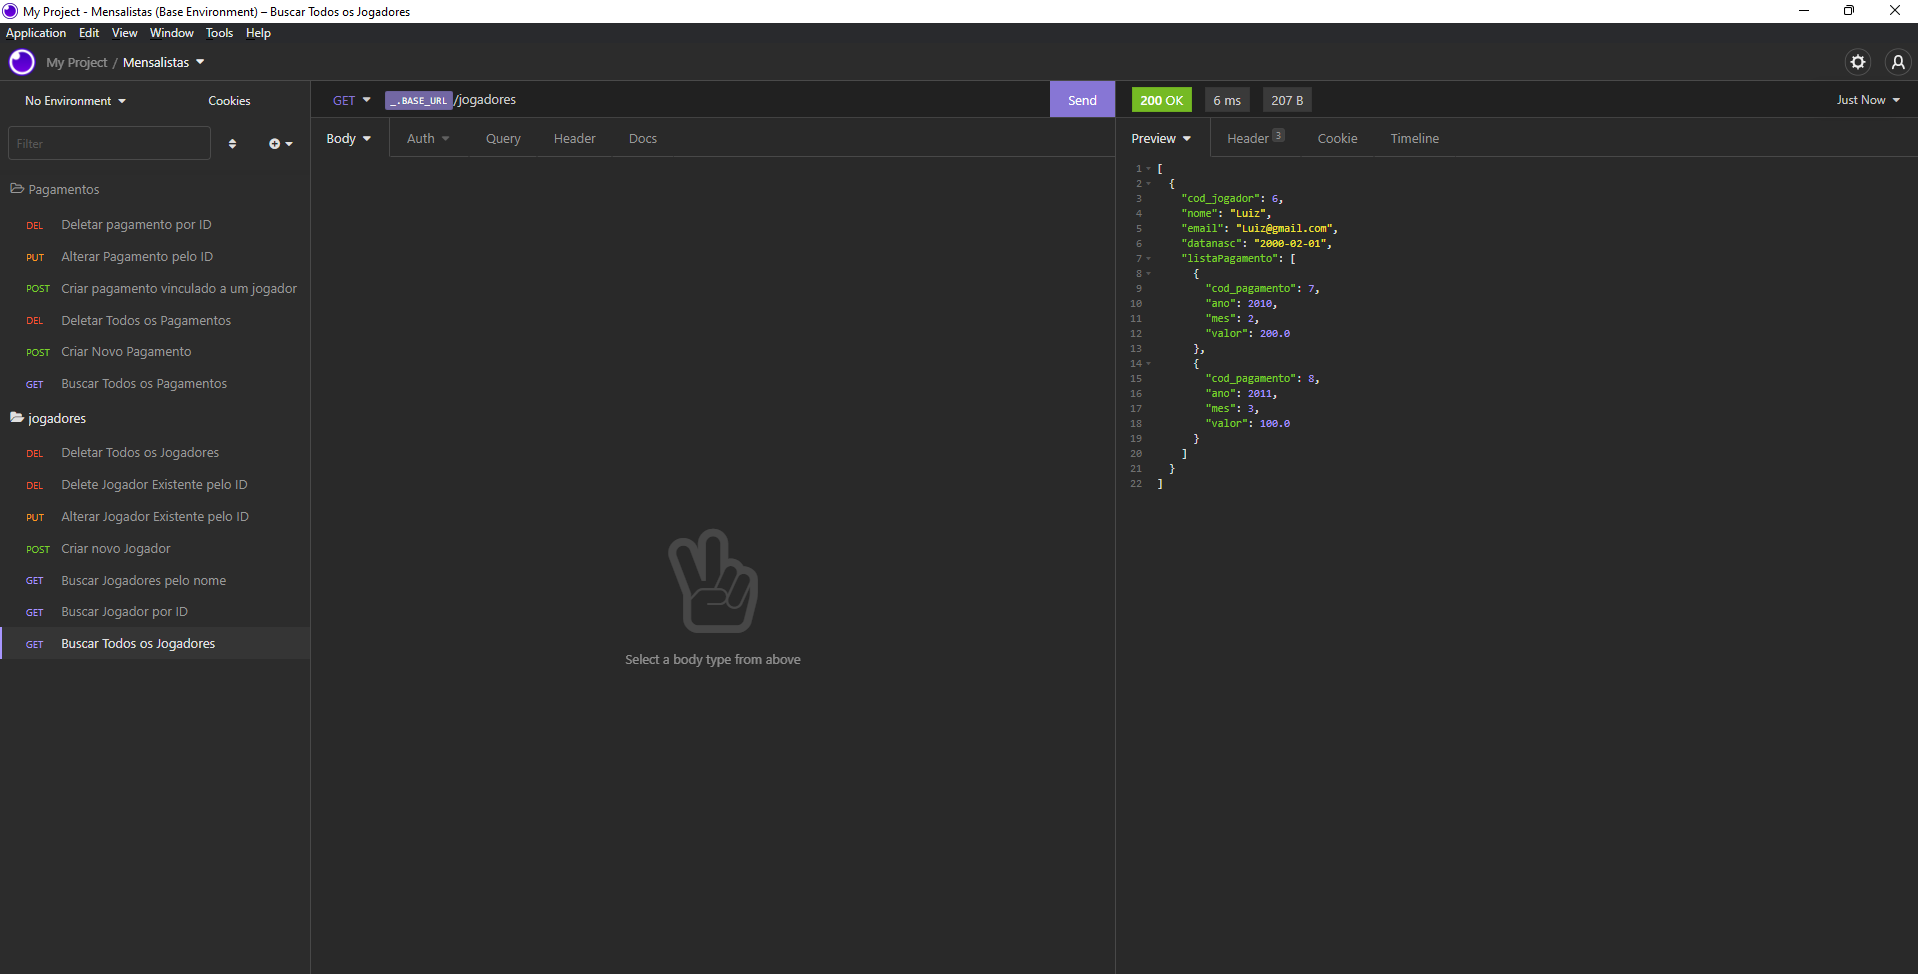 My Project - Mensalistas (Base Environment) – Buscar Todos os Jogadores
Application Edit View Window Tools Help
My Project / Mensalistas
No Environment Cookies
Filter
Pagamentos
DEL Deletar pagamento por ID
PUT Alterar Pagamento pelo ID
POST Criar pagamento vinculado a um jogador
DEL Deletar Todos os Pagamentos
POST Criar Novo Pagamento
GET Buscar Todos os Pagamentos
jogadores
DEL Deletar Todos os Jogadores
DEL Delete Jogador Existente pelo ID
PUT Alterar Jogador Existente pelo ID
POST Criar novo Jogador
GET Buscar Jogadores pelo nome
GET Buscar Jogador por ID
GET Buscar Todos os Jogadores
GET _.BASE_URL /jogadores Send
Body Auth Query Header Docs
Select a body type from above
200 OK 6 ms 207 B Just Now
Preview Header 3 Cookie Timeline
1 [
2 {
3 "cod_jogador": 6,
4 "nome": "Luiz",
5 "email": "Luiz@gmail.com",
6 "datanasc": "2000-02-01",
7 "listaPagamento": [
8 {
9 "cod_pagamento": 7,
10 "ano": 2010,
11 "mes": 2,
12 "valor": 200.0
13 },
14 {
15 "cod_pagamento": 8,
16 "ano": 2011,
17 "mes": 3,
18 "valor": 100.0
19 }
20 ]
21 }
22 ]